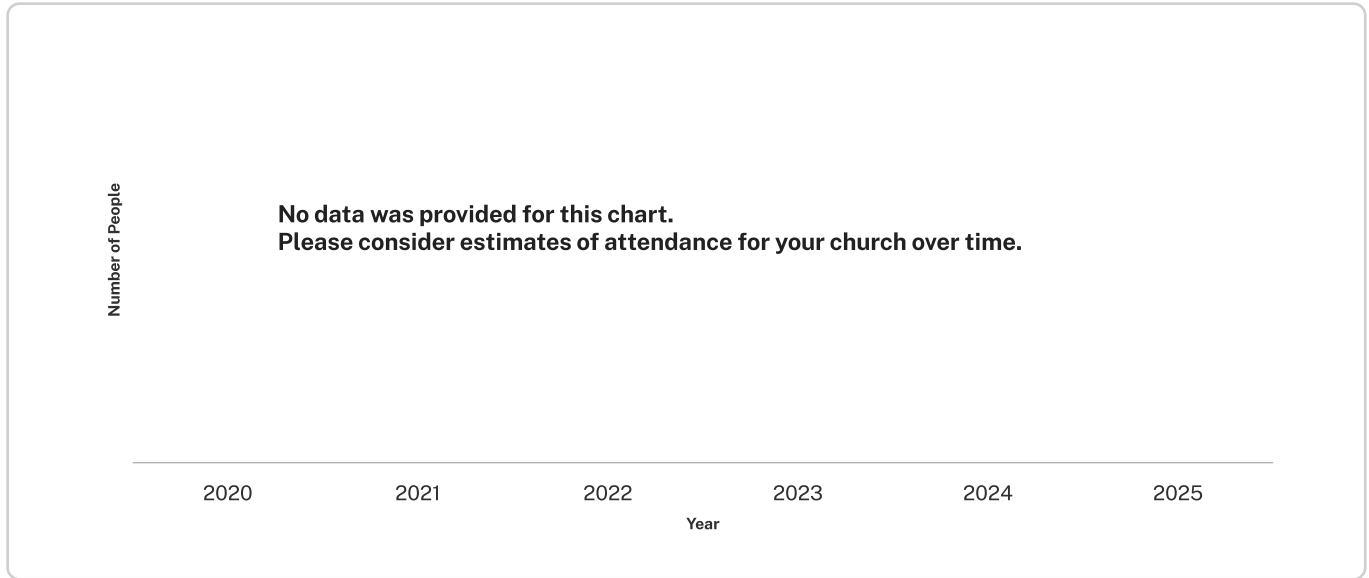 Number of People
No data was provided for this chart.
Please consider estimates of attendance for your church over time.
2020 2021 2022 2023 2024 2025
Year